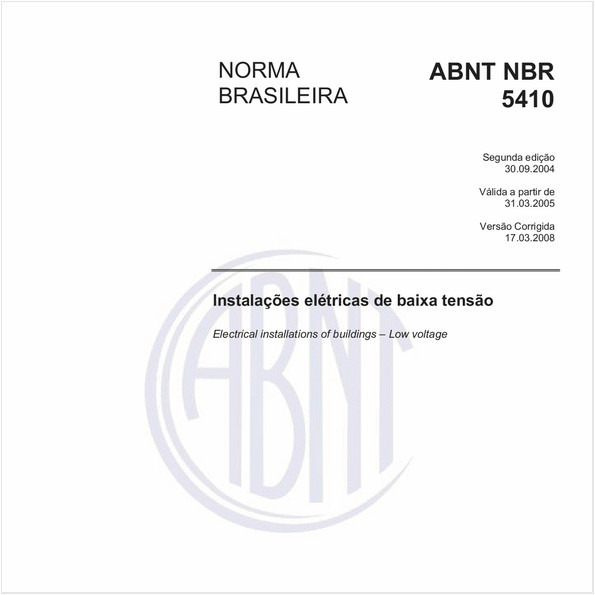 NORMA
BRASILEIRA
ABNT NBR
5410
Segunda edição
30.09.2004
Válida a partir de
31.03.2005
Versão Corrigida
17.03.2008
Instalações elétricas de baixa tensão
Electrical installations of buildings – Low voltage
ABNT